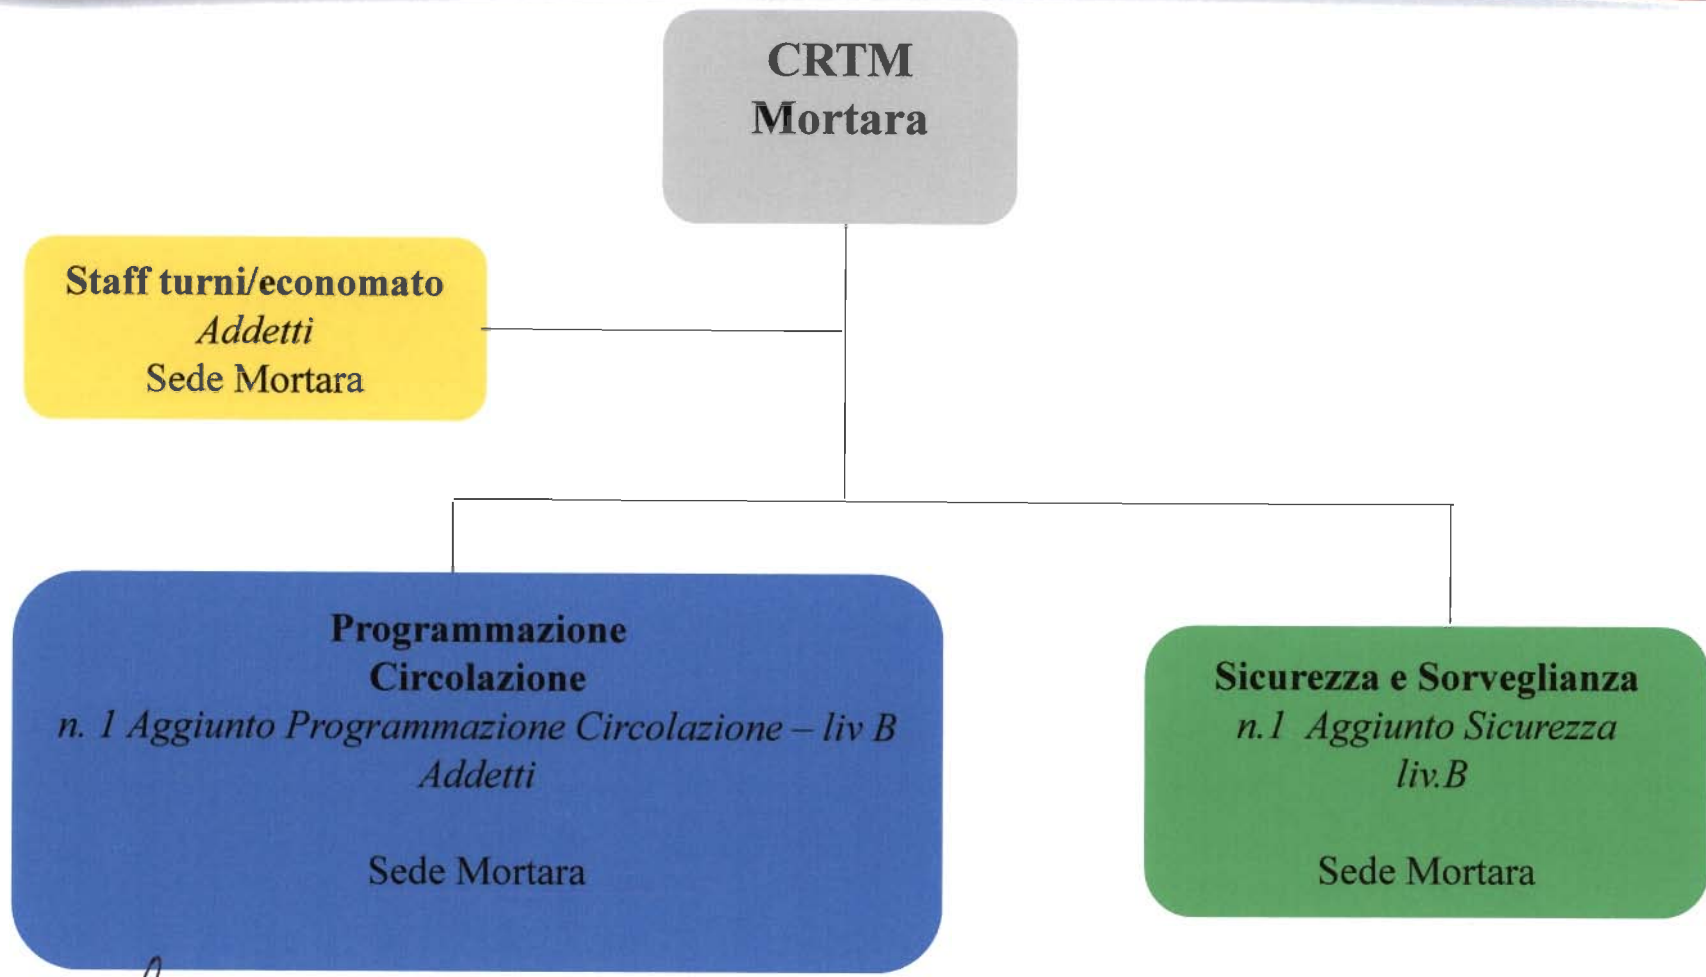 CRTM
Mortara
Staff turni/economato
Addetti
Sede Mortara
Programmazione
Circolazione
n. 1 Aggiunto Programmazione Circolazione – liv B
Addetti
Sede Mortara
Sicurezza e Sorveglianza
n.1 Aggiunto Sicurezza
liv.B
Sede Mortara